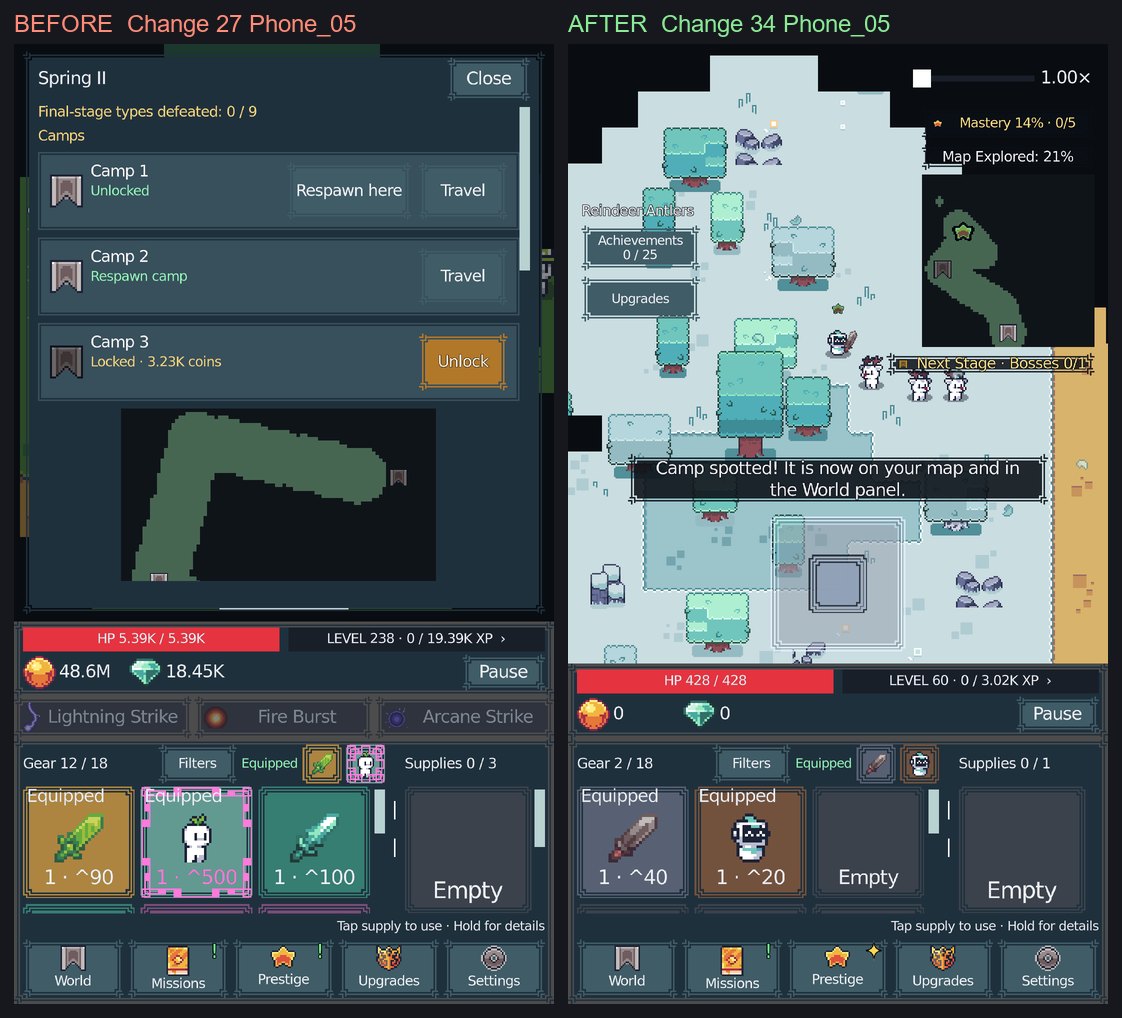 BEFORE Change 27 Phone_05
Spring II
Close
Final-stage types defeated: 0 / 9
Camps
Camp 1
Unlocked
Respawn here
Travel
Camp 2
Respawn camp
Travel
Camp 3
Locked · 3.23K coins
Unlock
HP 5.39K / 5.39K
LEVEL 238 · 0 / 19.39K XP ›
48.6M
18.45K
Pause
Lightning Strike
Fire Burst
Arcane Strike
Gear 12 / 18
Filters
Equipped
Supplies 0 / 3
Equipped
1 · ^90
Equipped
1 · ^500
1 · ^100
Empty
Tap supply to use · Hold for details
World
Missions
!
Prestige
!
Upgrades
Settings
AFTER Change 34 Phone_05
1.00×
Mastery 14% · 0/5
Map Explored: 21%
Reindeer Antlers
Achievements
0 / 25
Upgrades
Next Stage · Bosses 0/1
Camp spotted! It is now on your map and in
the World panel.
HP 428 / 428
LEVEL 60 · 0 / 3.02K XP ›
0
0
Pause
Gear 2 / 18
Filters
Equipped
Supplies 0 / 1
Equipped
1 · ^40
Equipped
1 · ^20
Empty
Empty
Tap supply to use · Hold for details
World
Missions
!
Prestige
Upgrades
Settings